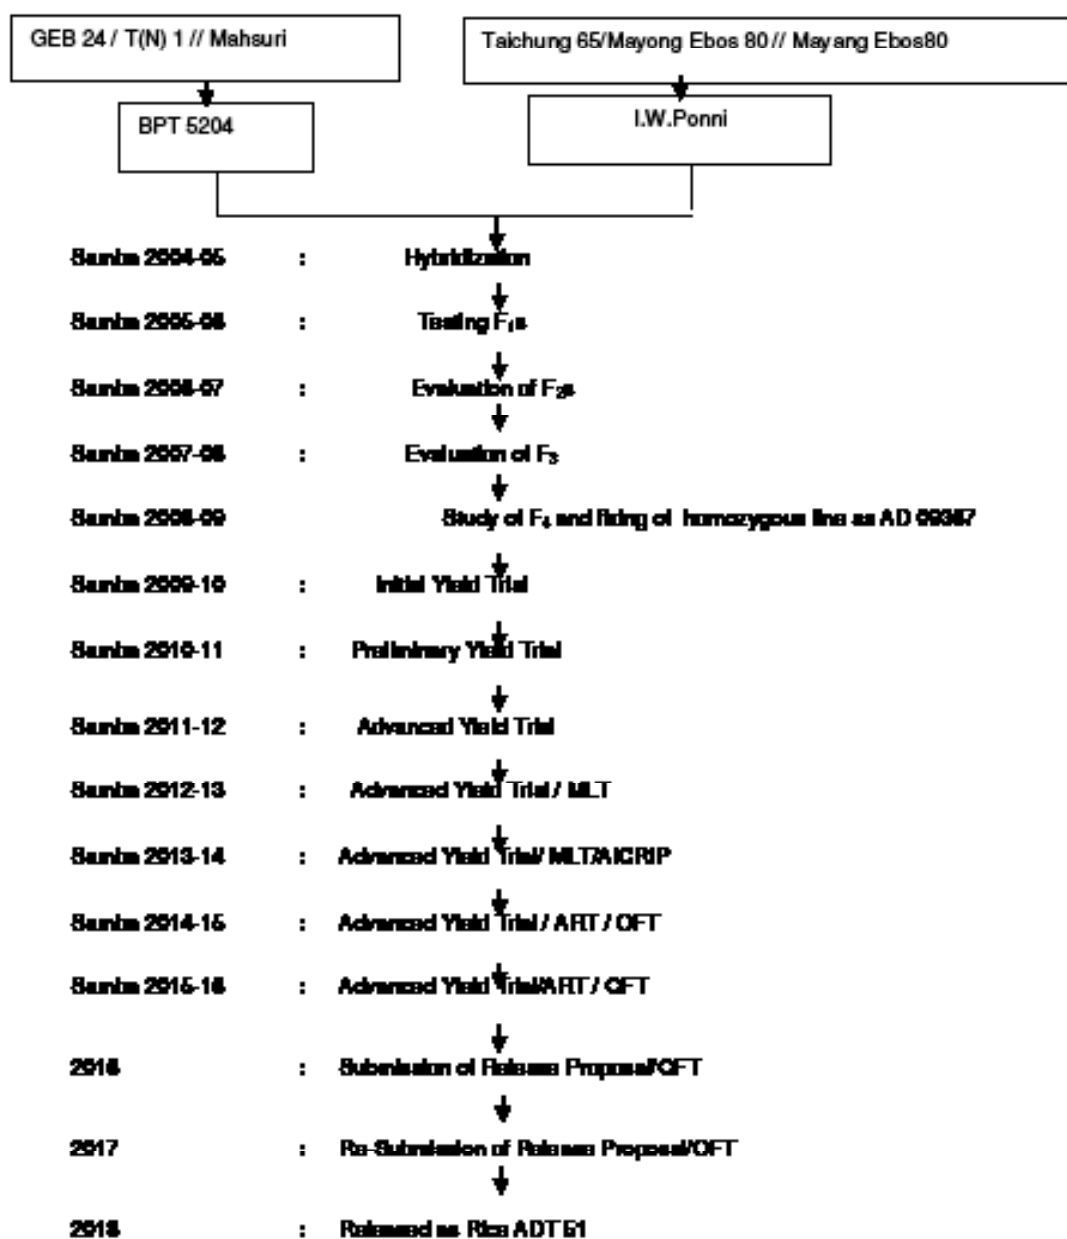 GEB 24 / T(N) 1 // Mahsuri
Taichung 65/Mayong Ebos 80 // Mayang Ebos80
BPT 5204
I.W.Ponni
Samba 2004-05 : Hybridization
Samba 2005-06 : Testing F1s
Samba 2006-07 : Evaluation of F2s
Samba 2007-08 : Evaluation of F3
Samba 2008-09 Study of F4 and fixing of homozygous line as AD
Samba 2009-10 : Initial Yield Trial
Samba 2010-11 : Preliminary Yield Trial
Samba 2011-12 : Advanced Yield Trial
Samba 2012-13 : Advanced Yield Trial / MLT
Samba 2013-14 : Advanced Yield Trial/ MLT/AICRIP
Samba 2014-15 : Advanced Yield Trial / ART / OFT
Samba 2015-16 : Advanced Yield Trial/ART / OFT
2016 : Submission of Release Proposal/OFT
2017 : Re-Submission of Release Proposal/OFT
2018 : Released as Rice ADT 51